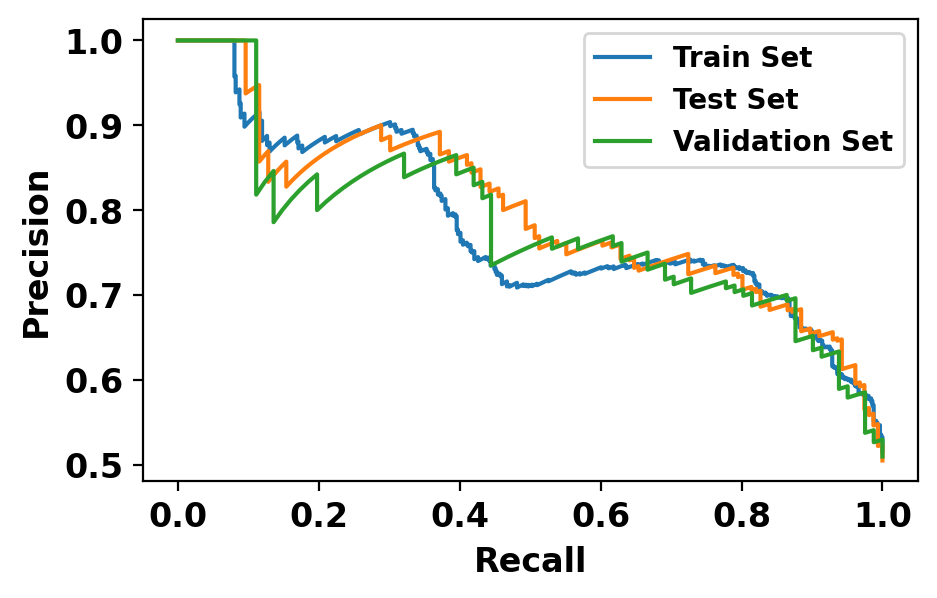 1.0
0.9
0.8
0.7
0.6
0.5
Precision
Train Set
Test Set
Validation Set
0.0 0.2 0.4 0.6 0.8 1.0
Recall